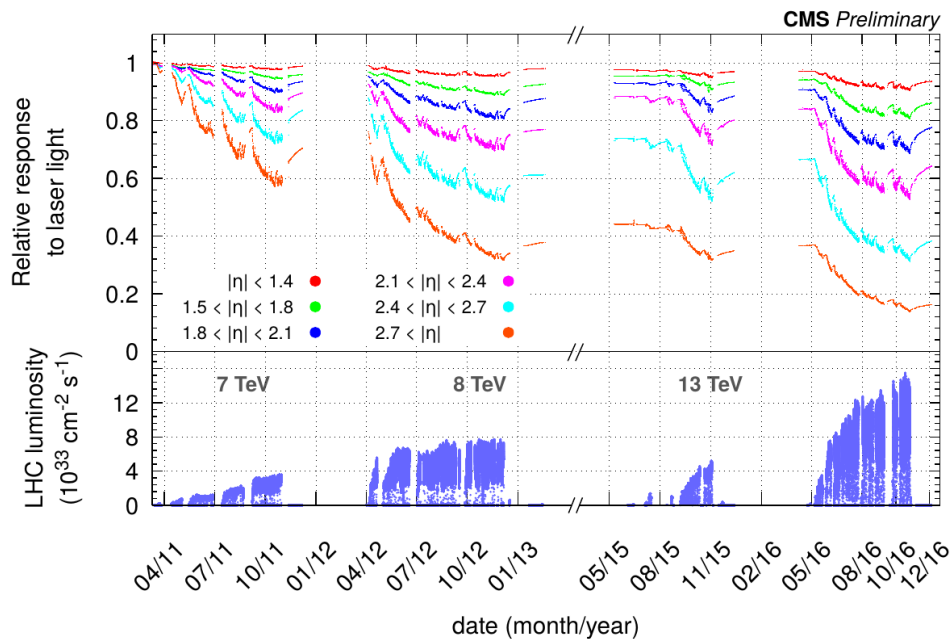 CMS Preliminary
Relative response
to laser light
1
0.8
0.6
0.4
0.2
0
|η| < 1.4
1.5 < |η| < 1.8
1.8 < |η| < 2.1
2.1 < |η| < 2.4
2.4 < |η| < 2.7
2.7 < |η|
LHC luminosity
(10³³ cm⁻² s⁻¹)
12
8
4
0
7 TeV
8 TeV
13 TeV
04/11
07/11
10/11
01/12
04/12
07/12
10/12
01/13
05/15
08/15
11/15
02/16
05/16
08/16
10/16
12/16
date (month/year)